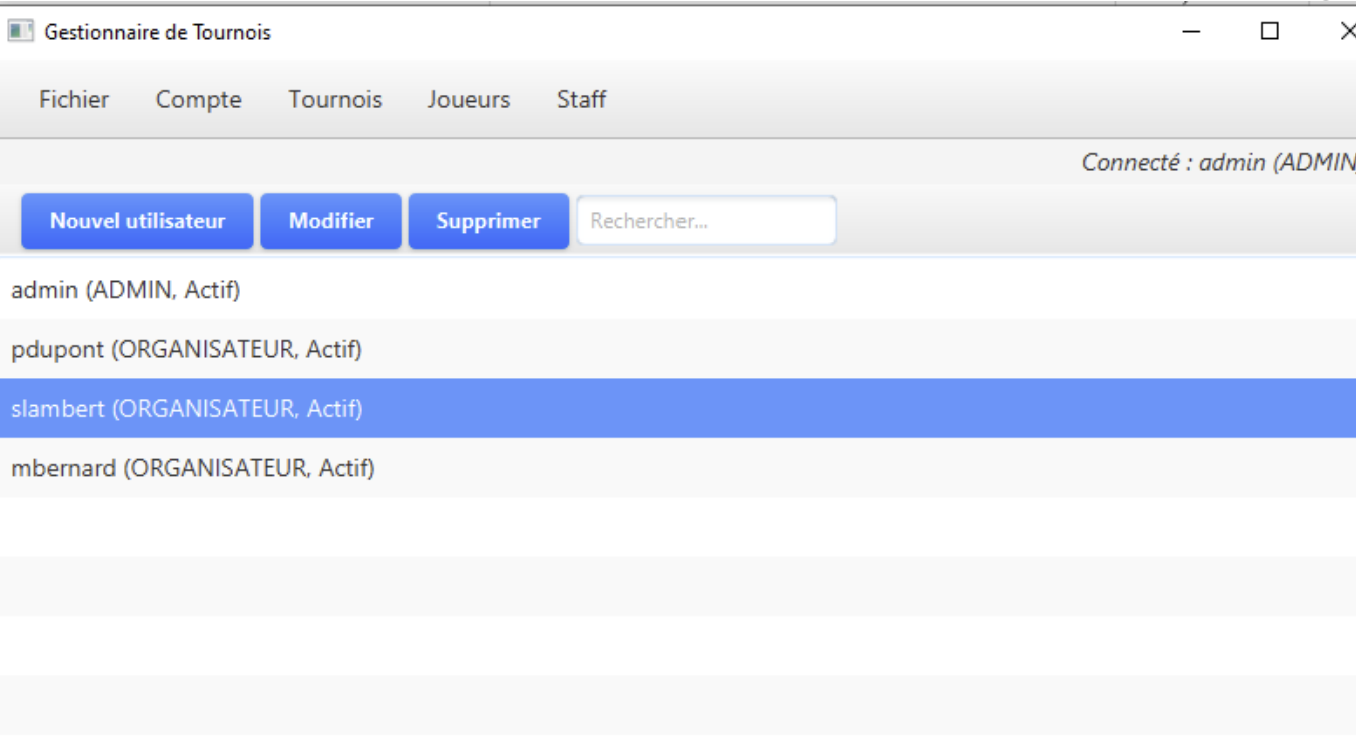 Gestionnaire de Tournois
Fichier Compte Tournois Joueurs Staff
Connecté : admin (ADMIN)
Nouvel utilisateur Modifier Supprimer Rechercher...
admin (ADMIN, Actif)
pdupont (ORGANISATEUR, Actif)
slambert (ORGANISATEUR, Actif)
mbernard (ORGANISATEUR, Actif)